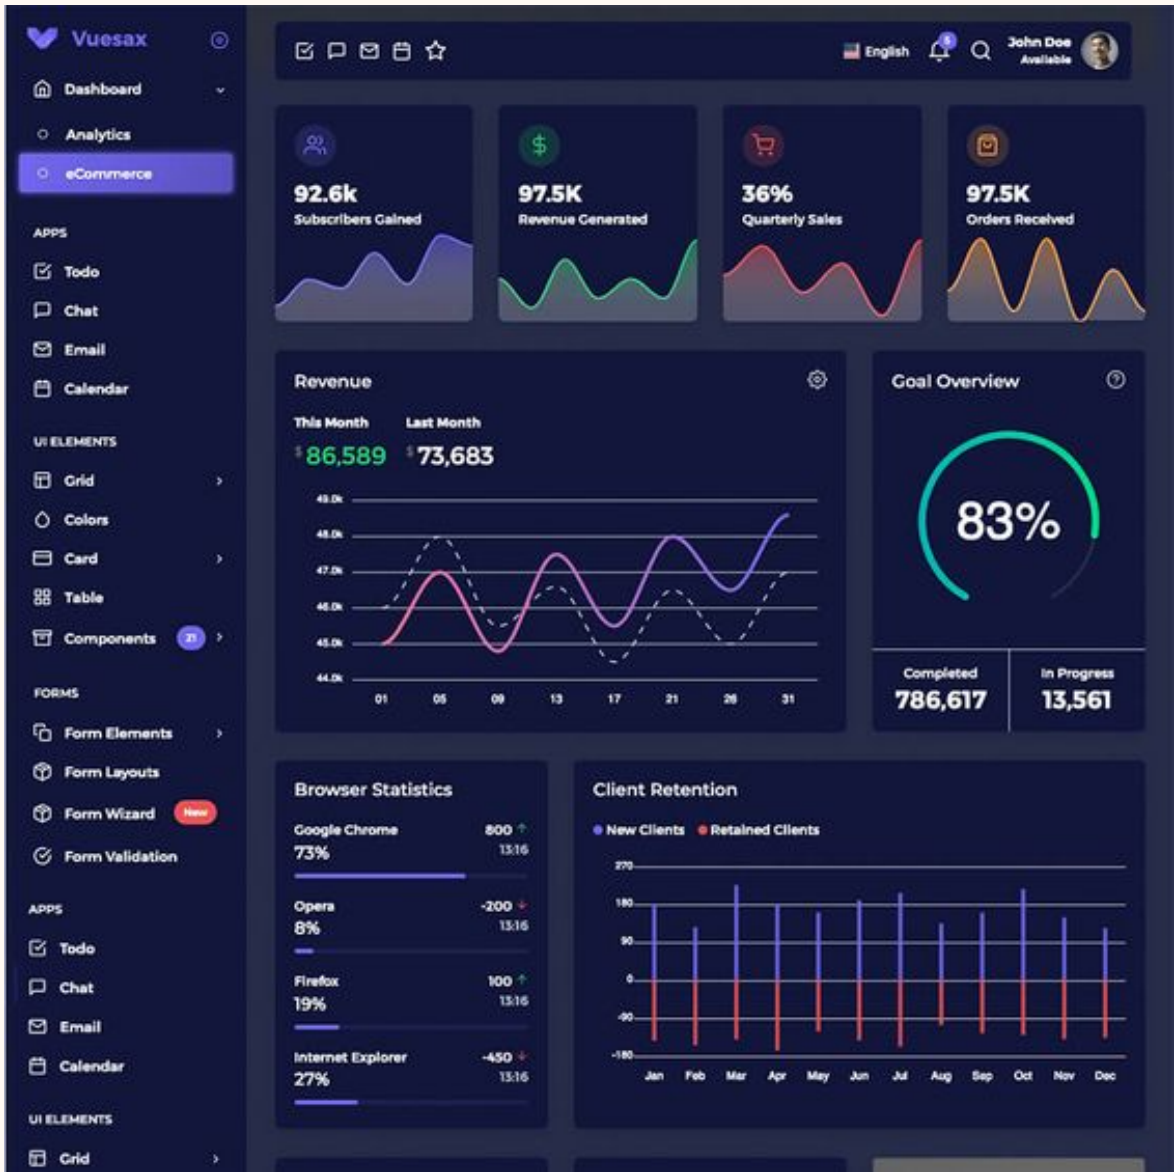 Vuesax
Dashboard
Analytics
eCommerce
APPS
Todo
Chat
Email
Calendar
UI ELEMENTS
Grid
Colors
Card
Table
Components 21
FORMS
Form Elements
Form Layouts
Form Wizard New
Form Validation
APPS
Todo
Chat
Email
Calendar
UI ELEMENTS
Grid
English
5
John Doe
Available
92.6k
Subscribers Gained
97.5K
Revenue Generated
36%
Quarterly Sales
97.5K
Orders Received
Revenue
This Month Last Month
$ 86,589 $ 73,683
49.0k
48.0k
47.0k
46.0k
45.0k
44.0k
01 05 09 13 17 21 26 31
Goal Overview
83%
Completed
786,617
In Progress
13,561
Browser Statistics
Google Chrome 800
73% 13:16
Opera -200
8% 13:16
Firefox 100
19% 13:16
Internet Explorer -450
27% 13:16
Client Retention
New Clients Retained Clients
270
180
90
0
-90
-180
Jan Feb Mar Apr May Jun Jul Aug Sep Oct Nov Dec